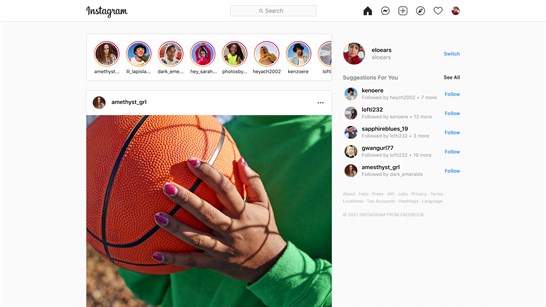 Instagram
Search
eloears
eloears
Switch
amethyst...
lil_lapisla...
dark_eme...
hey_sarah...
photosby...
heyach2002
kenzoere
lofti
Suggestions For You
See All
kenoere
Followed by heyach2002 + 7 more
Follow
lofti232
Followed by kenoere + 12 more
Follow
sapphireblues_19
Followed by lofti232 + 3 more
Follow
gwangurl77
Followed by lofti232 + 19 more
Follow
amethyst_grl
Followed by dark_emeralds
Follow
amethyst_grl
About · Help · Press · API · Jobs · Privacy · Terms ·
Locations · Top Accounts · Hashtags · Language
© 2021 INSTAGRAM FROM FACEBOOK